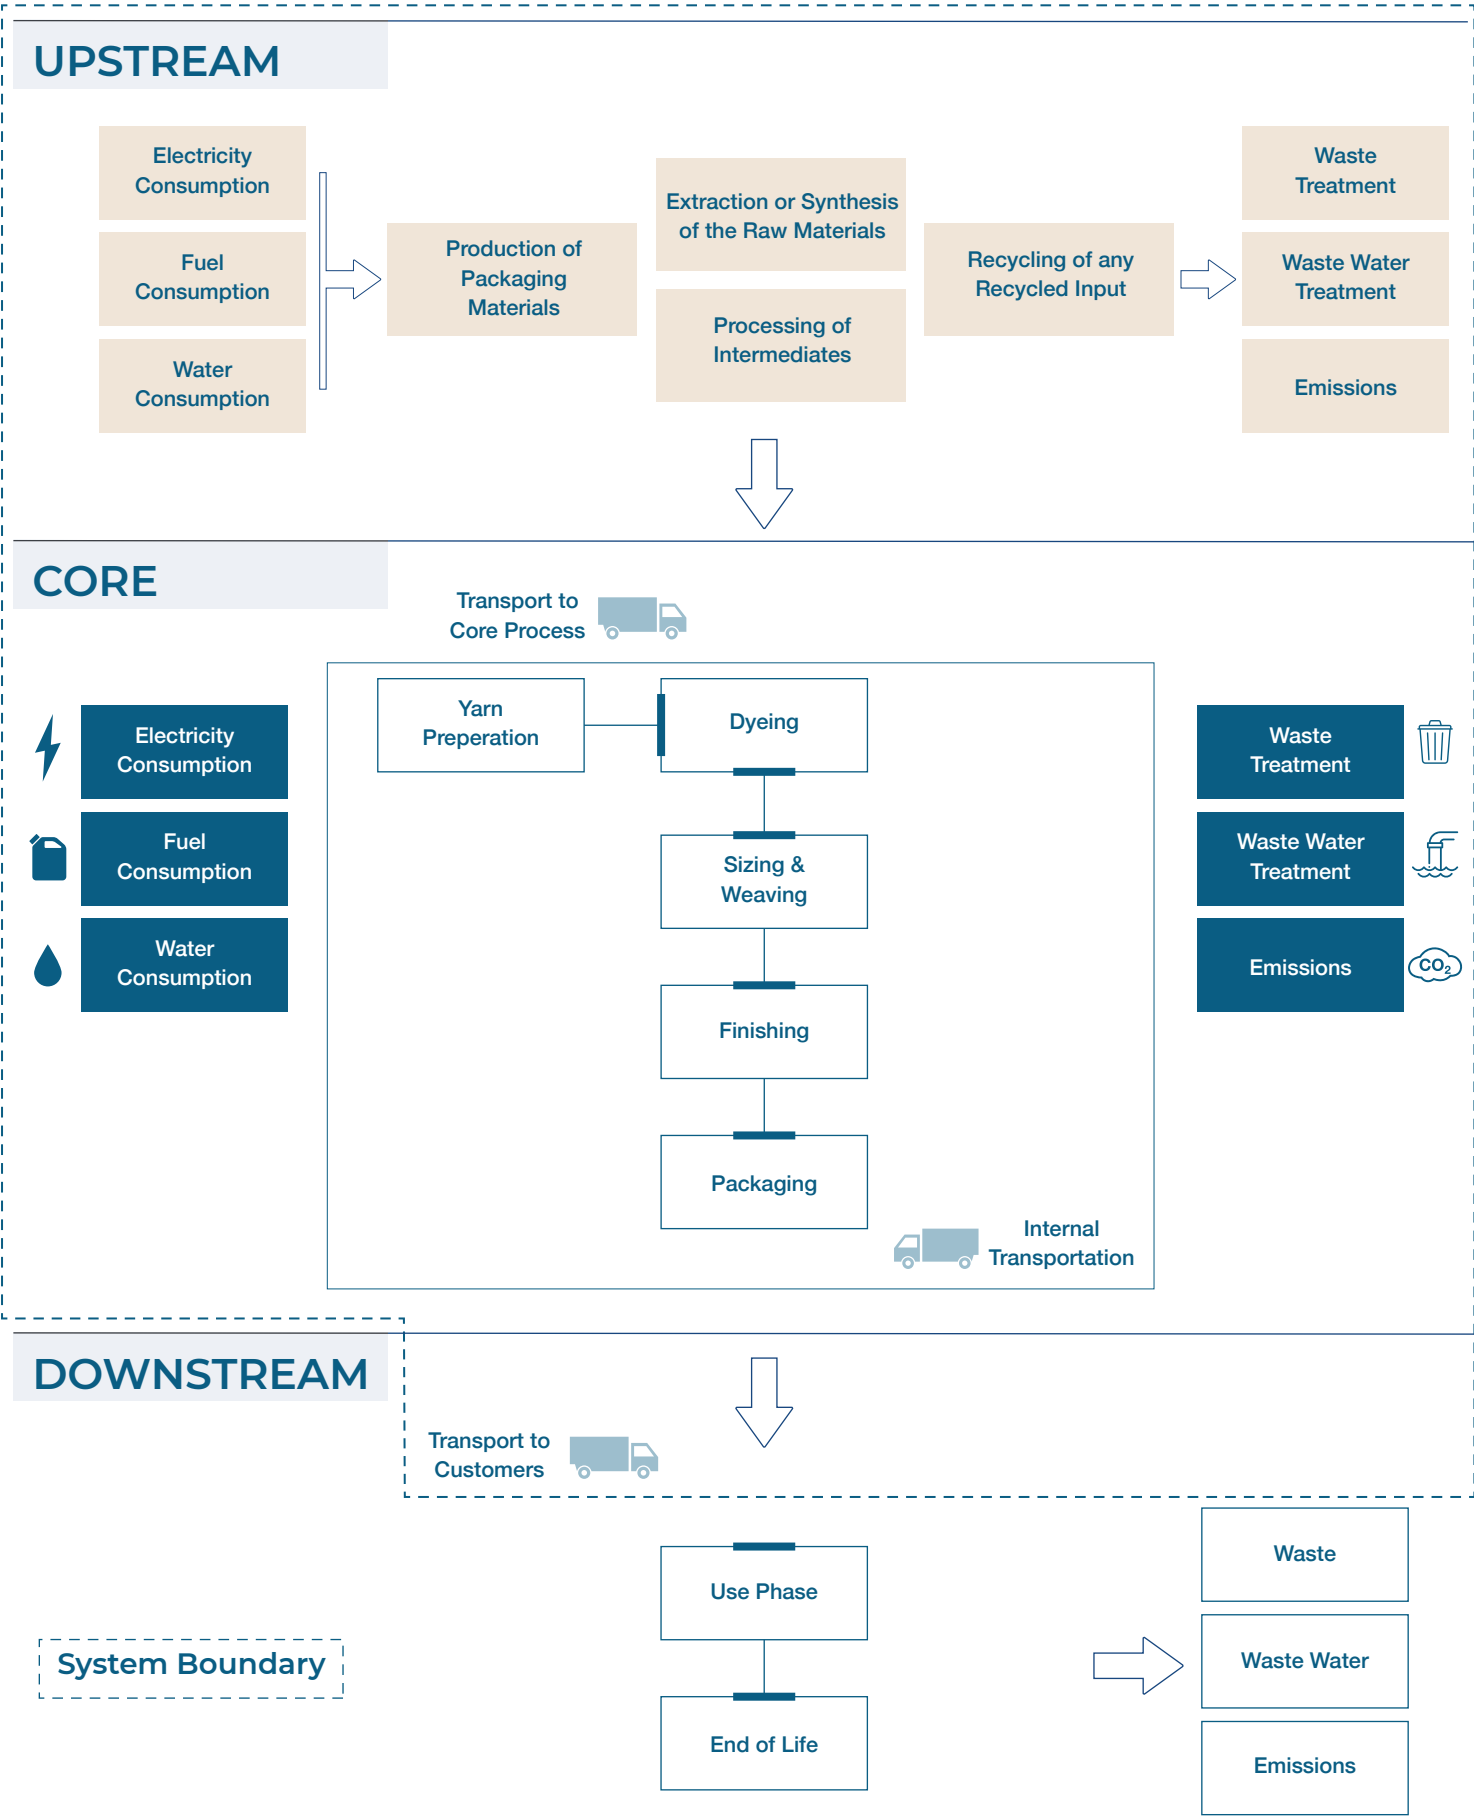 UPSTREAM
Electricity
Consumption
Fuel
Consumption
Water
Consumption
Production of
Packaging
Materials
Extraction or Synthesis
of the Raw Materials
Processing of
Intermediates
Recycling of any
Recycled Input
Waste
Treatment
Waste Water
Treatment
Emissions
CORE
Transport to
Core Process
Electricity
Consumption
Fuel
Consumption
Water
Consumption
Yarn
Preperation
Dyeing
Sizing &
Weaving
Finishing
Packaging
Internal
Transportation
Waste
Treatment
Waste Water
Treatment
Emissions
CO₂
DOWNSTREAM
Transport to
Customers
Use Phase
End of Life
Waste
Waste Water
Emissions
System Boundary